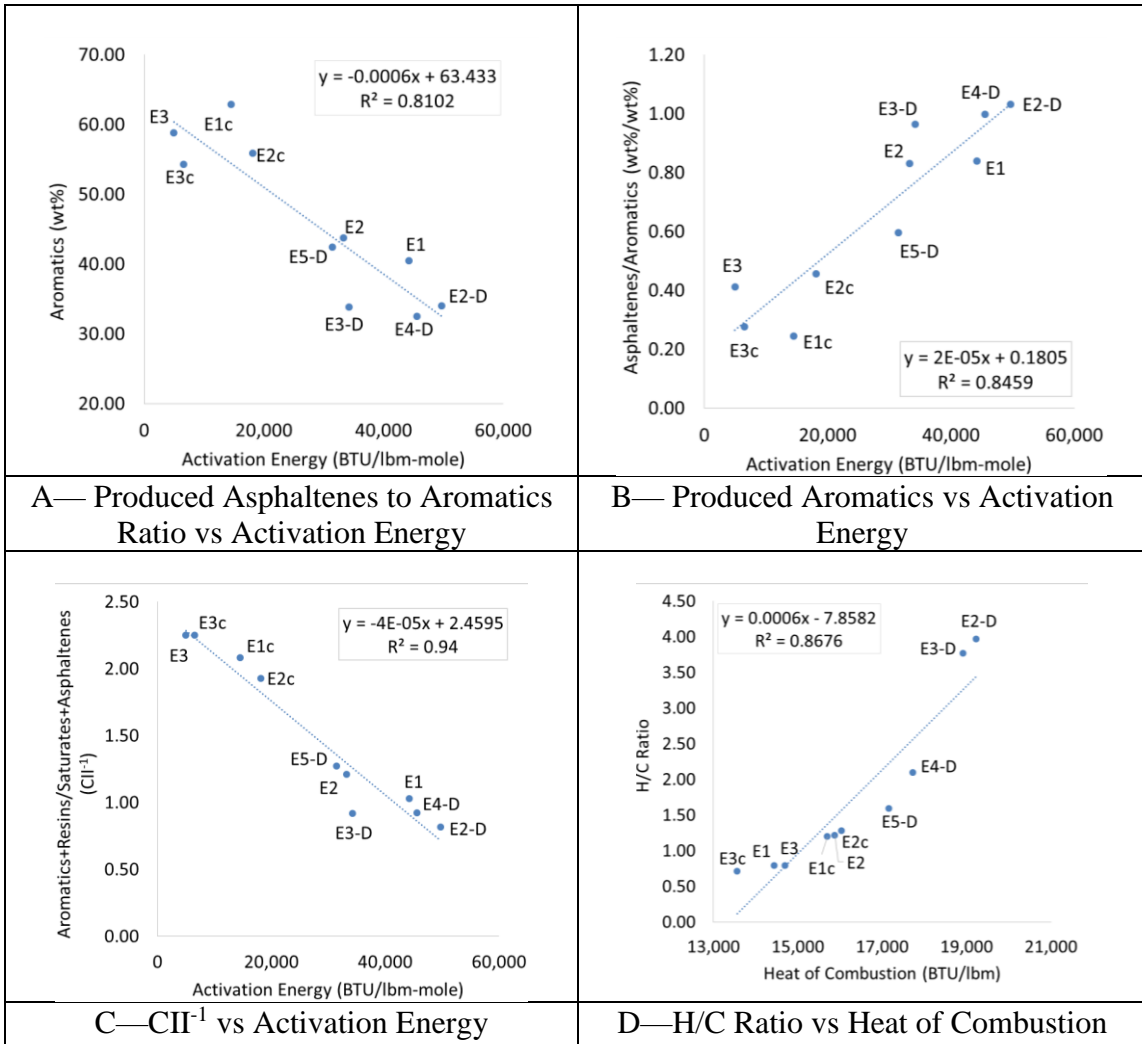 70.00
60.00
50.00
40.00
30.00
20.00
Aromatics (wt%)
y = -0.0006x + 63.433
R² = 0.8102
E3
E1c
E3c
E2c
E2
E5-D
E1
E3-D
E2-D
E4-D
0
20,000
40,000
60,000
Activation Energy (BTU/lbm-mole)
A— Produced Asphaltenes to Aromatics
Ratio vs Activation Energy
1.20
1.00
0.80
0.60
0.40
0.20
0.00
Asphaltenes/Aromatics (wt%/wt%)
E3-D
E4-D
E2-D
E2
E1
E5-D
E3
E2c
E3c
E1c
y = 2E-05x + 0.1805
R² = 0.8459
0
20,000
40,000
60,000
Activation Energy (BTU/lbm-mole)
B— Produced Aromatics vs Activation
Energy
2.50
2.00
1.50
1.00
0.50
0.00
Aromatics+Resins/Saturates+Asphaltenes
(CII⁻¹)
y = -4E-05x + 2.4595
R² = 0.94
E3c
E3
E1c
E2c
E5-D
E2
E1
E4-D
E3-D
E2-D
0
20,000
40,000
60,000
Activation Energy (BTU/lbm-mole)
C—CII⁻¹ vs Activation Energy
4.50
4.00
3.50
3.00
2.50
2.00
1.50
1.00
0.50
0.00
H/C Ratio
y = 0.0006x - 7.8582
R² = 0.8676
E2-D
E3-D
E4-D
E5-D
E3c
E1
E3
E2c
E1c
E2
13,000
15,000
17,000
19,000
21,000
Heat of Combustion (BTU/lbm)
D—H/C Ratio vs Heat of Combustion